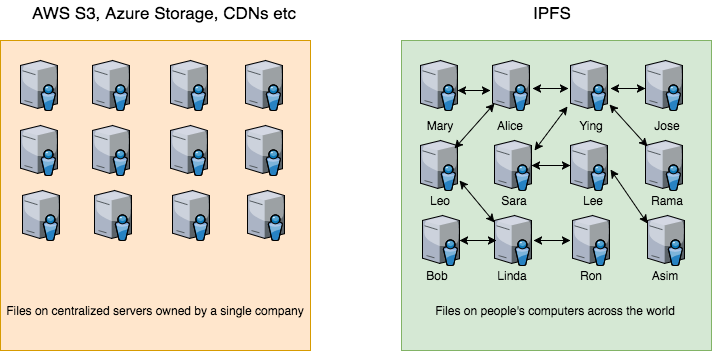 AWS S3, Azure Storage, CDNs etc
IPFS
Mary
Alice
Ying
Jose
Leo
Sara
Lee
Rama
Bob
Linda
Ron
Asim
Files on centralized servers owned by a single company
Files on people's computers across the world